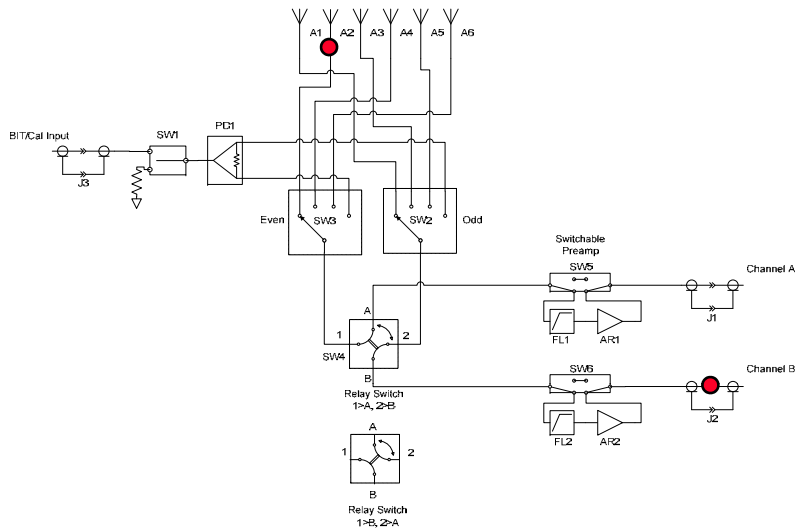 A1
A2
A3
A4
A5
A6
PD1
SW1
BIT/Cal Input
J3
Even
SW3
SW2
Odd
Switchable
Preamp
SW5
Channel A
J1
FL1
AR1
A
1
2
SW4
B
Relay Switch
1>A, 2>B
SW6
Channel B
J2
FL2
AR2
A
1
2
B
Relay Switch
1>B, 2>A